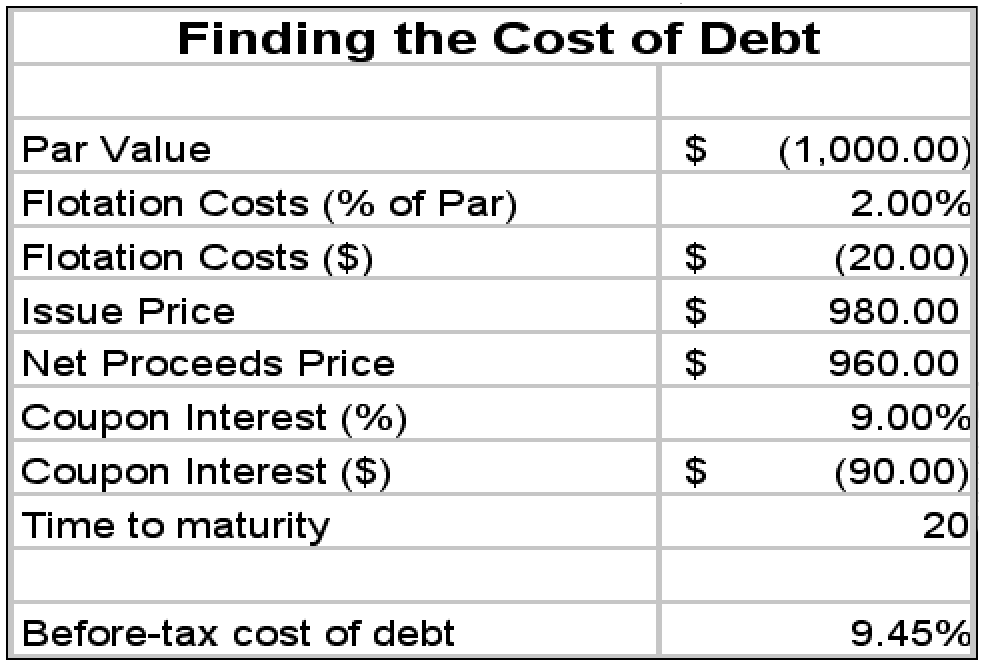 Finding the Cost of Debt
Par Value $ (1,000.00)
Flotation Costs (% of Par) 2.00%
Flotation Costs ($) $ (20.00)
Issue Price $ 980.00
Net Proceeds Price $ 960.00
Coupon Interest (%) 9.00%
Coupon Interest ($) $ (90.00)
Time to maturity 20
Before-tax cost of debt 9.45%